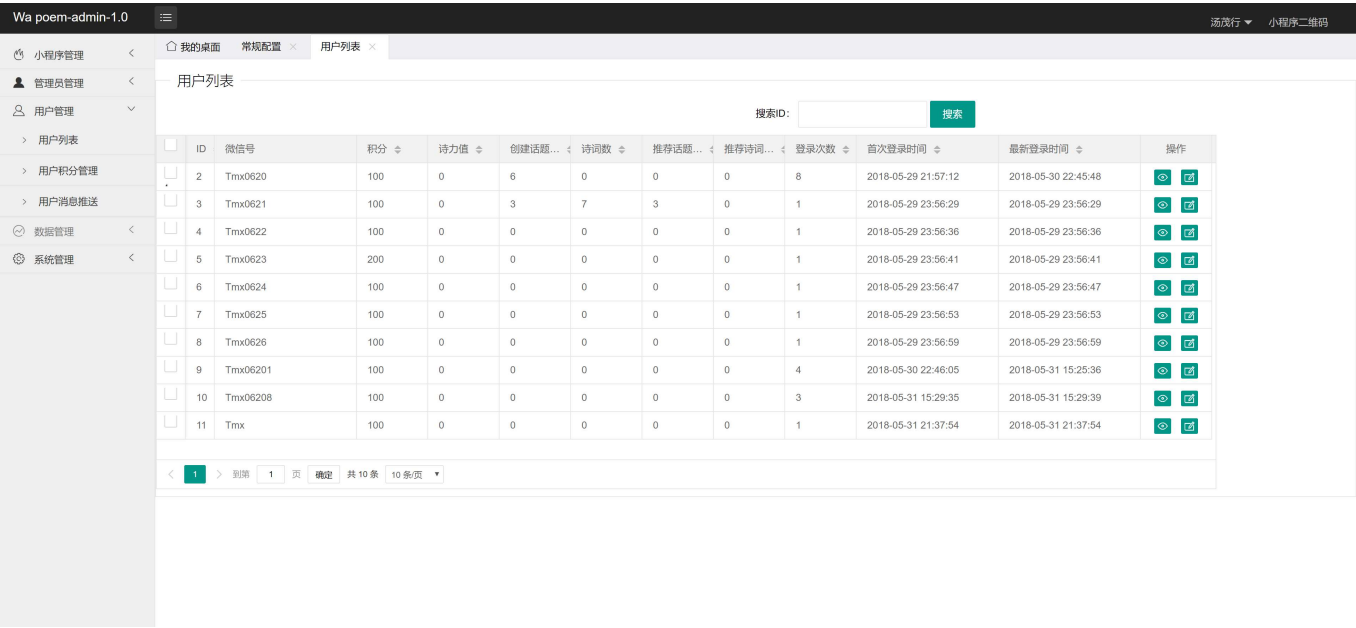 Wa poem-admin-1.0
汤茂行 小程序二维码
小程序管理
管理员管理
用户管理
用户列表
用户积分管理
用户消息推送
数据管理
系统管理
我的桌面 常规配置 用户列表
用户列表
搜索ID: 搜索
ID 微信号 积分 诗力值 创建话题... 诗词数 推荐话题... 推荐诗词... 登录次数 首次登录时间 最新登录时间 操作
2 Tmx0620 100 0 6 0 0 0 8 2018-05-29 21:57:12 2018-05-30 22:45:48
3 Tmx0621 100 0 3 7 3 0 1 2018-05-29 23:56:29 2018-05-29 23:56:29
4 Tmx0622 100 0 0 0 0 0 1 2018-05-29 23:56:36 2018-05-29 23:56:36
5 Tmx0623 200 0 0 0 0 0 1 2018-05-29 23:56:41 2018-05-29 23:56:41
6 Tmx0624 100 0 0 0 0 0 1 2018-05-29 23:56:47 2018-05-29 23:56:47
7 Tmx0625 100 0 0 0 0 0 1 2018-05-29 23:56:53 2018-05-29 23:56:53
8 Tmx0626 100 0 0 0 0 0 1 2018-05-29 23:56:59 2018-05-29 23:56:59
9 Tmx06201 100 0 0 0 0 0 4 2018-05-30 22:46:05 2018-05-31 15:25:36
10 Tmx06208 100 0 0 0 0 0 3 2018-05-31 15:29:35 2018-05-31 15:29:39
11 Tmx 100 0 0 0 0 0 1 2018-05-31 21:37:54 2018-05-31 21:37:54
1 到第 1 页 确定 共 10 条 10 条/页